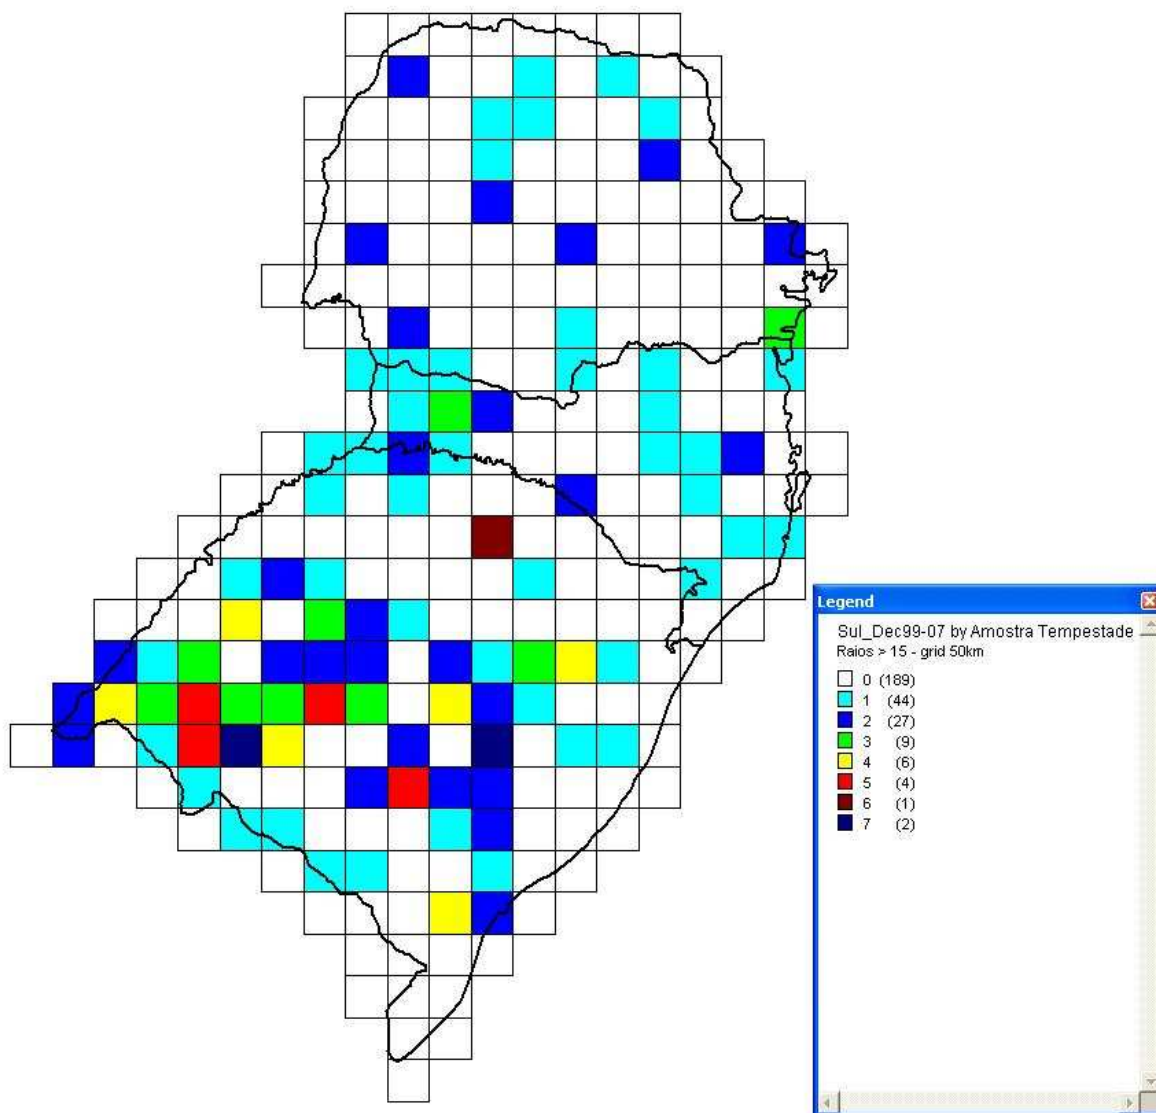 Legend
Sul_Dec99-07 by Amostra Tempestade
Raios > 15 - grid 50km
0 (189)
1 (44)
2 (27)
3 (9)
4 (6)
5 (4)
6 (1)
7 (2)